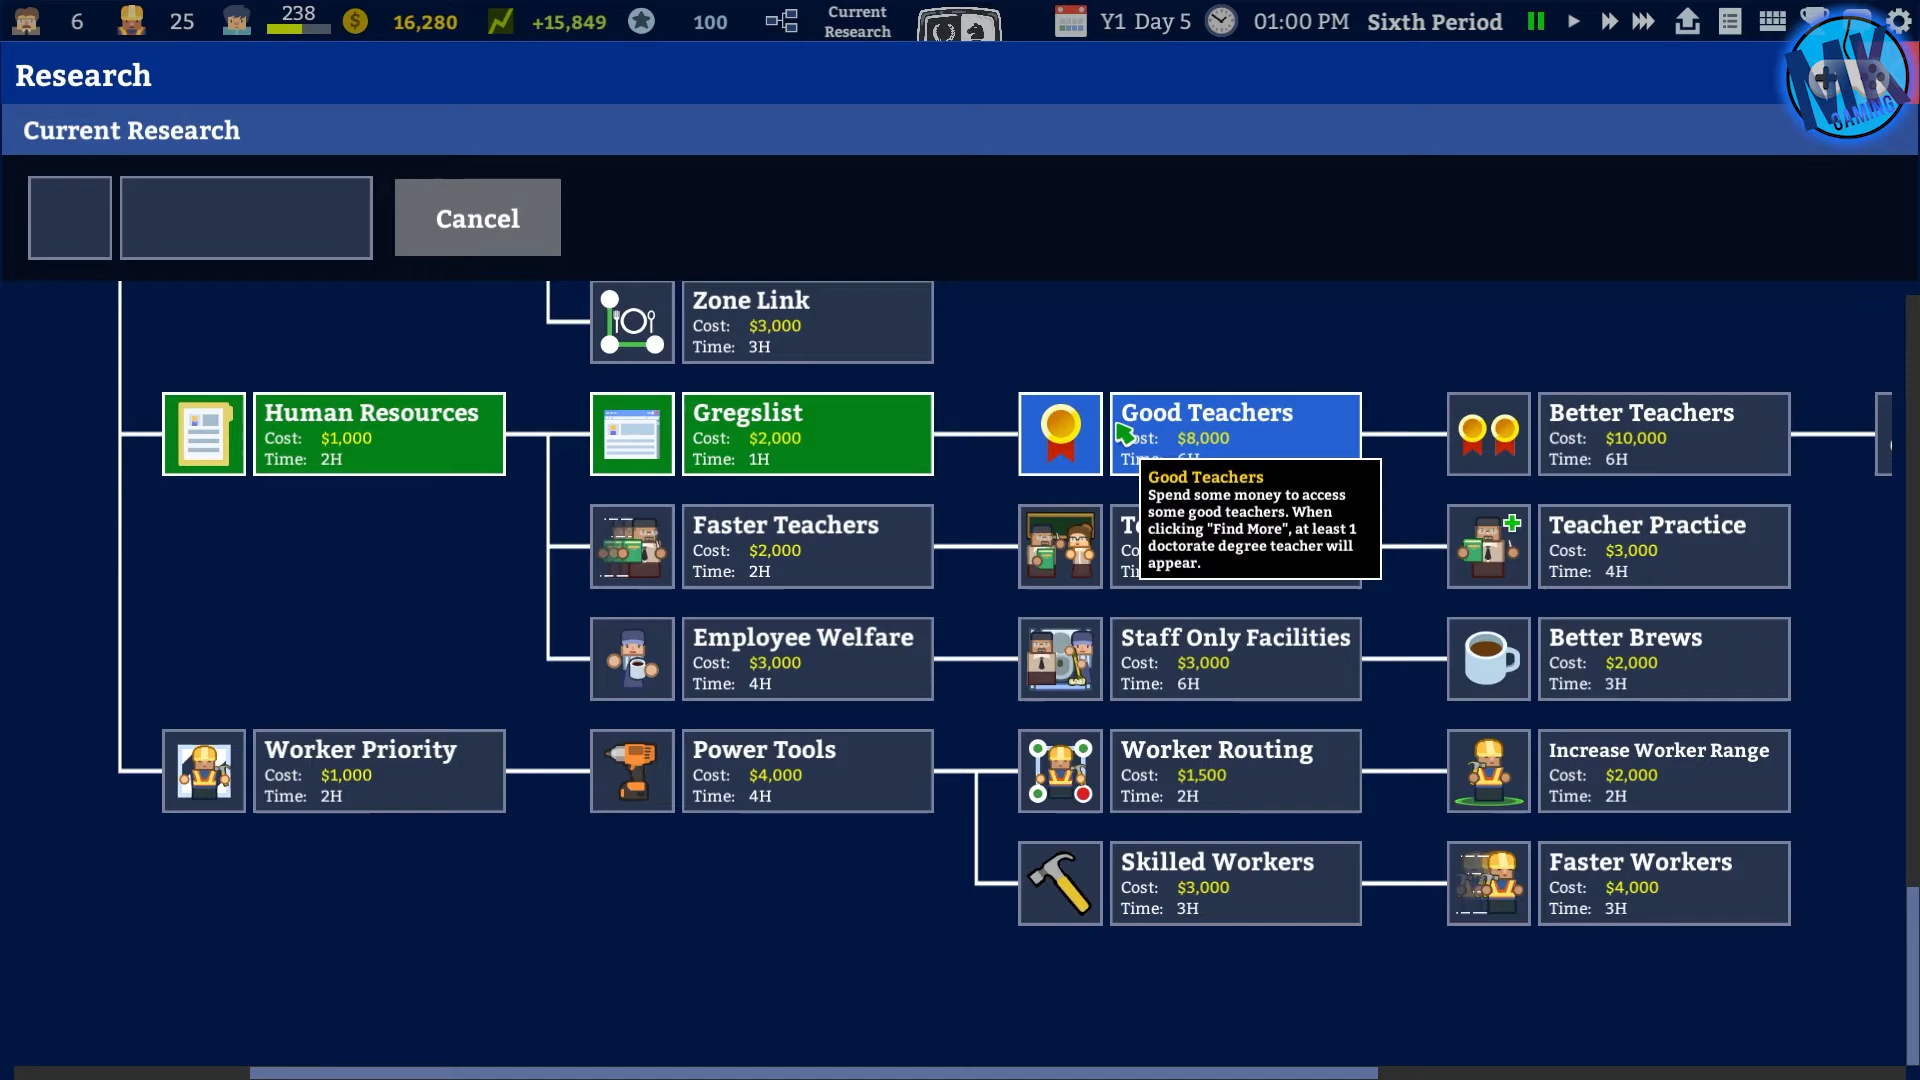 6 25 238 16,280 +15,849 100 Current Research Y1 Day 5 01:00 PM Sixth Period
MK GAMING
Research
Current Research
Cancel
Zone Link
Cost: $3,000
Time: 3H
Human Resources
Cost: $1,000
Time: 2H
Gregslist
Cost: $2,000
Time: 1H
Good Teachers
$8,000
Better Teachers
Cost: $10,000
Time: 6H
Good Teachers
Spend some money to access
some good teachers. When
clicking "Find More", at least 1
doctorate degree teacher will
appear.
Faster Teachers
Cost: $2,000
Time: 2H
Teacher Practice
Cost: $3,000
Time: 4H
Employee Welfare
Cost: $3,000
Time: 4H
Staff Only Facilities
Cost: $3,000
Time: 6H
Better Brews
Cost: $2,000
Time: 3H
Worker Priority
Cost: $1,000
Time: 2H
Power Tools
Cost: $4,000
Time: 4H
Worker Routing
Cost: $1,500
Time: 2H
Increase Worker Range
Cost: $2,000
Time: 2H
Skilled Workers
Cost: $3,000
Time: 3H
Faster Workers
Cost: $4,000
Time: 3H